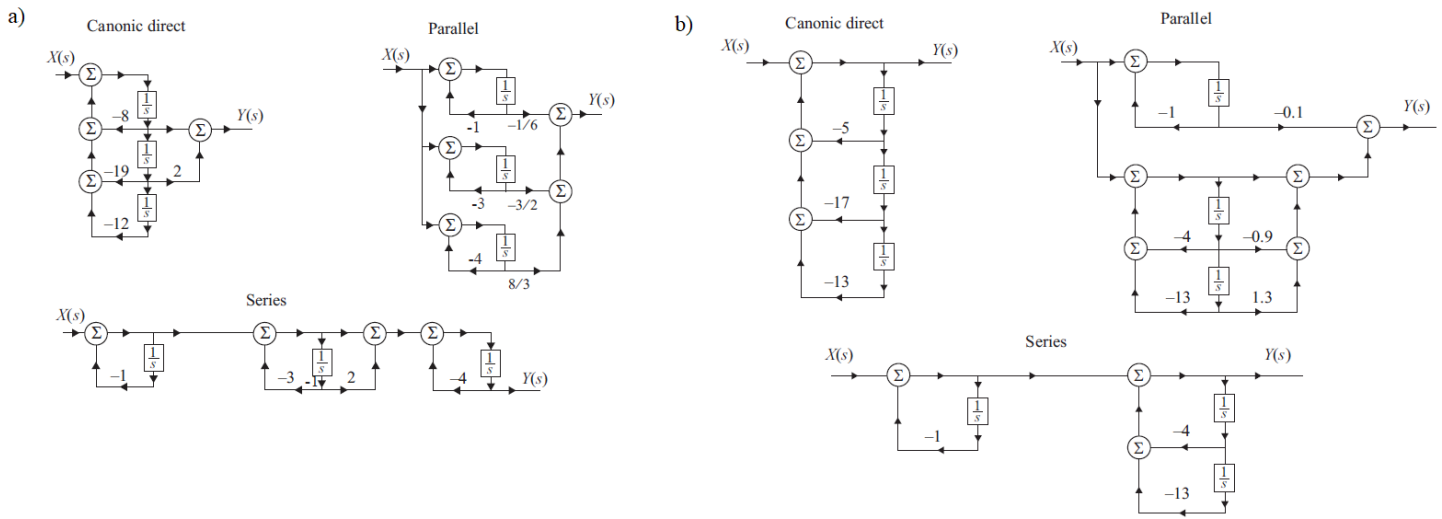 a)
Canonic direct
X(s)
Σ
1/s
−8
Σ
Σ
Y(s)
1/s
−19
2
Σ
1/s
−12
Parallel
X(s)
Σ
1/s
Σ
Y(s)
-1
−1/6
Σ
1/s
Σ
-3
−3/2
Σ
1/s
-4
8/3
Series
X(s)
Σ
Σ
Σ
Σ
1/s
1/s
1/s
−1
−3
-1
2
−4
Y(s)
b)
Canonic direct
X(s)
Σ
Y(s)
1/s
−5
Σ
1/s
−17
Σ
1/s
−13
Parallel
X(s)
Σ
1/s
−1
−0.1
Σ
Y(s)
Σ
Σ
1/s
−4
−0.9
Σ
Σ
1/s
−13
1.3
Series
X(s)
Σ
Σ
Y(s)
1/s
1/s
−1
−4
Σ
1/s
−13